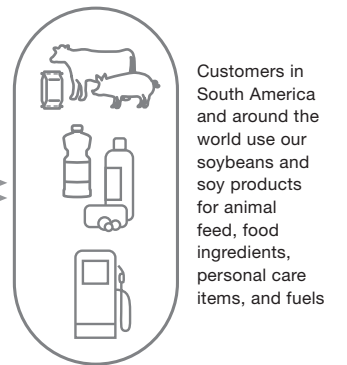 Customers in
South America
and around the
world use our
soybeans and
soy products
for animal
feed, food
ingredients,
personal care
items, and fuels